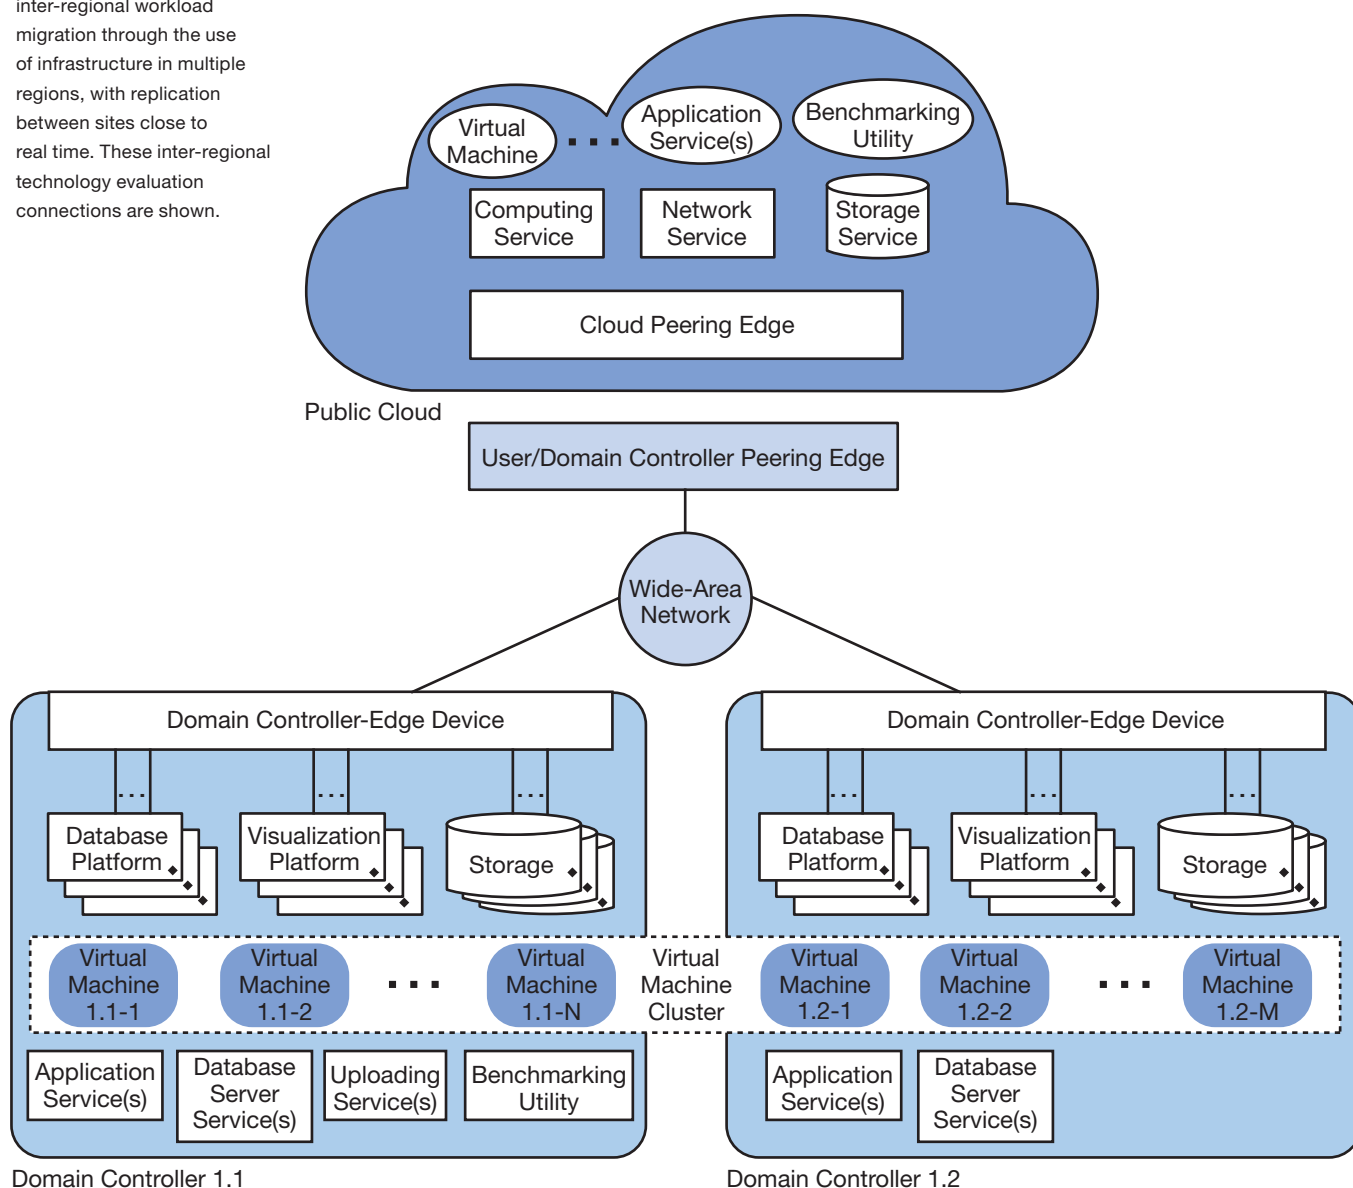 inter-regional workload
migration through the use
of infrastructure in multiple
regions, with replication
between sites close to
real time. These inter-regional
technology evaluation
connections are shown.
Virtual
Machine
...
Application
Service(s)
Benchmarking
Utility
Computing
Service
Network
Service
Storage
Service
Cloud Peering Edge
Public Cloud
User/Domain Controller Peering Edge
Wide-Area
Network
Domain Controller-Edge Device
...
...
...
Database
Platform
Visualization
Platform
Storage
Domain Controller-Edge Device
...
...
...
Database
Platform
Visualization
Platform
Storage
Virtual
Machine
1.1-1
Virtual
Machine
1.1-2
...
Virtual
Machine
1.1-N
Virtual
Machine
Cluster
Virtual
Machine
1.2-1
Virtual
Machine
1.2-2
...
Virtual
Machine
1.2-M
Application
Service(s)
Database
Server
Service(s)
Uploading
Service(s)
Benchmarking
Utility
Application
Service(s)
Database
Server
Service(s)
Domain Controller 1.1
Domain Controller 1.2